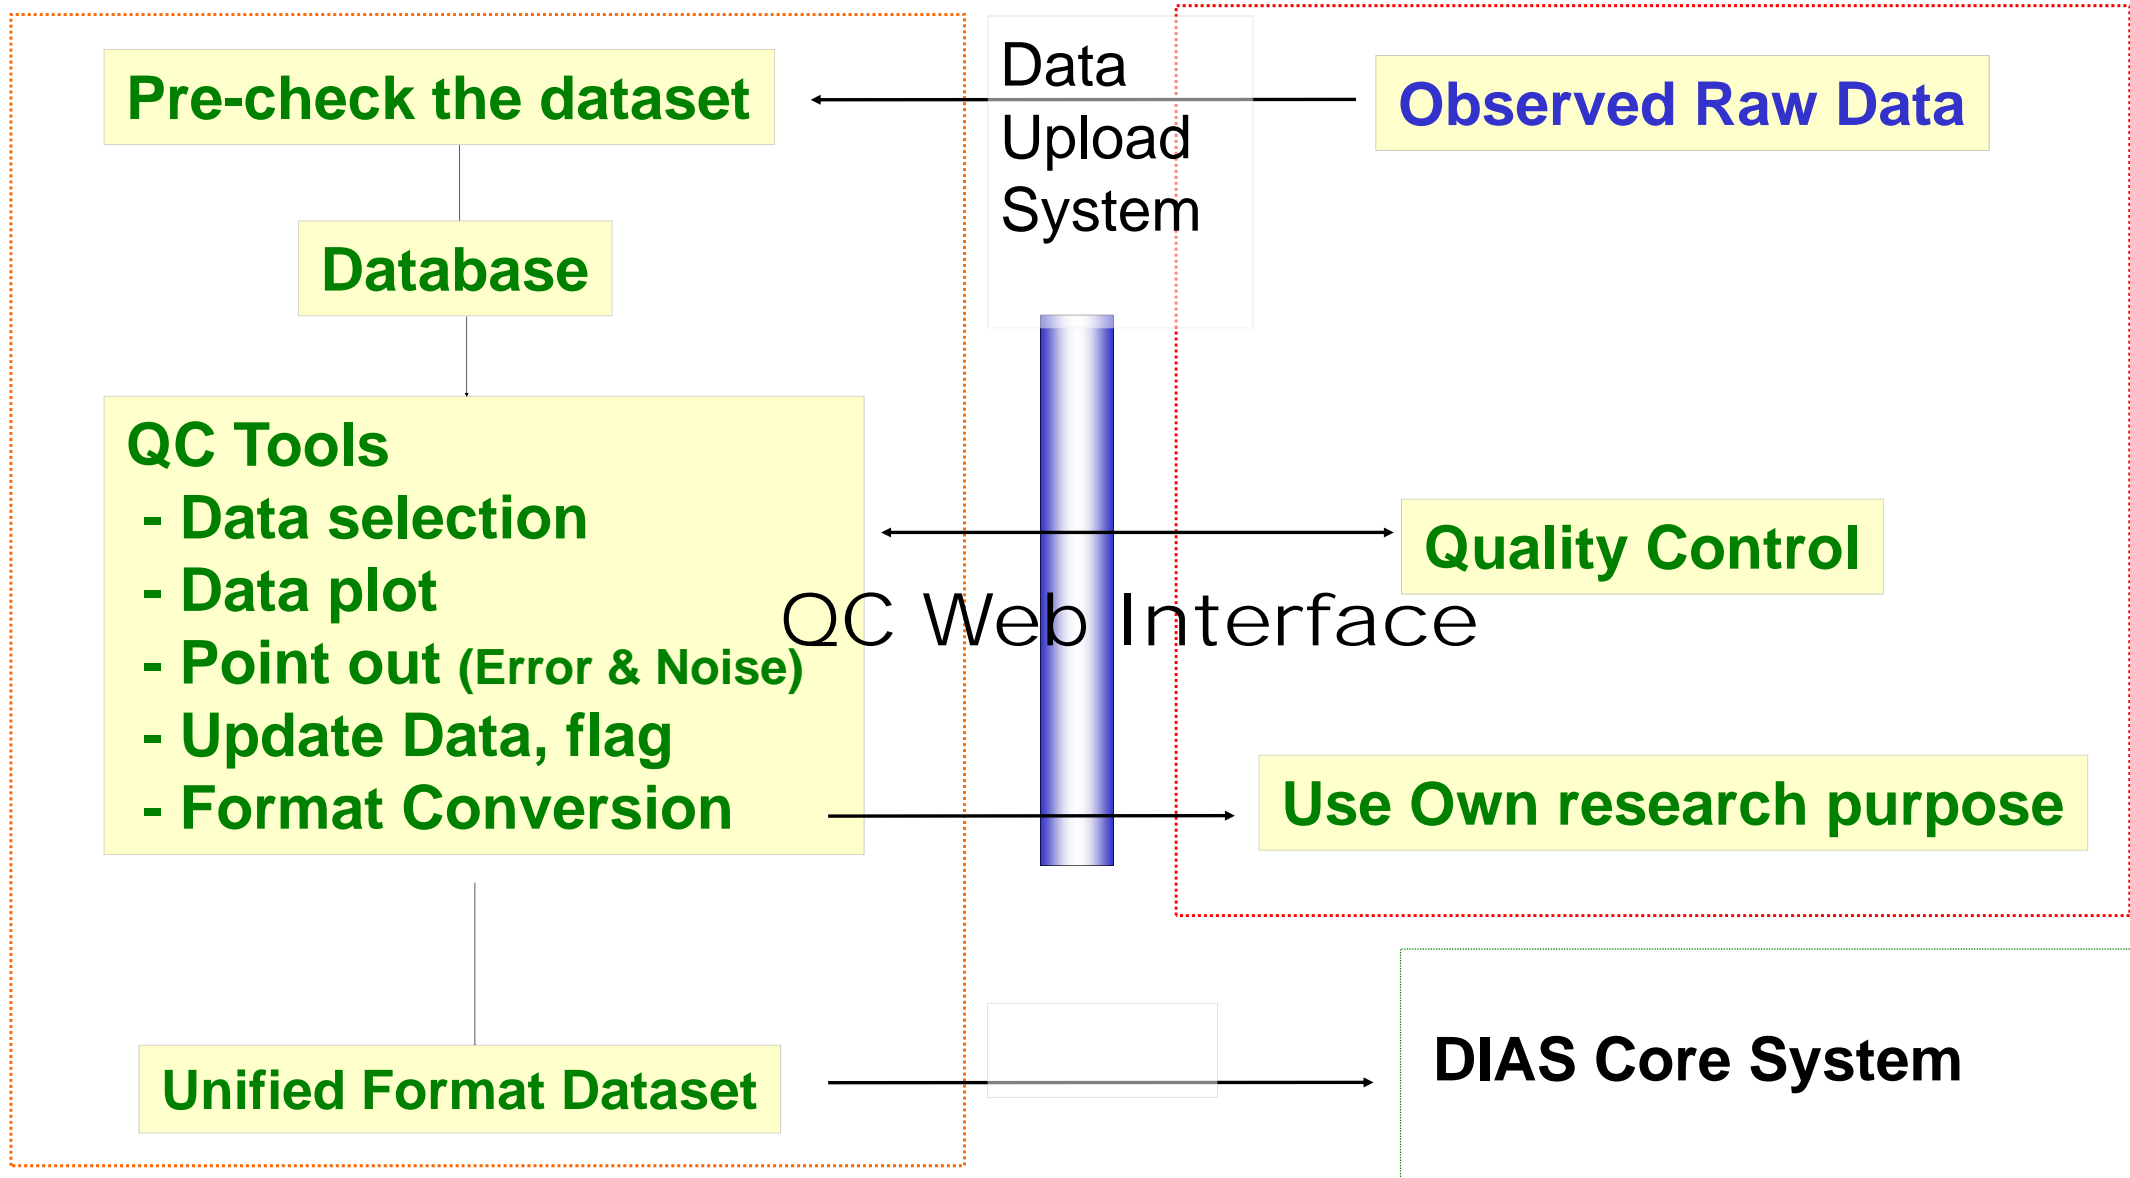 Pre-check the dataset
Data
Upload
System
Observed Raw Data
Database
QC Tools
- Data selection
- Data plot
- Point out (Error & Noise)
- Update Data, flag
- Format Conversion
Quality Control
QC Web Interface
Use Own research purpose
Unified Format Dataset
DIAS Core System